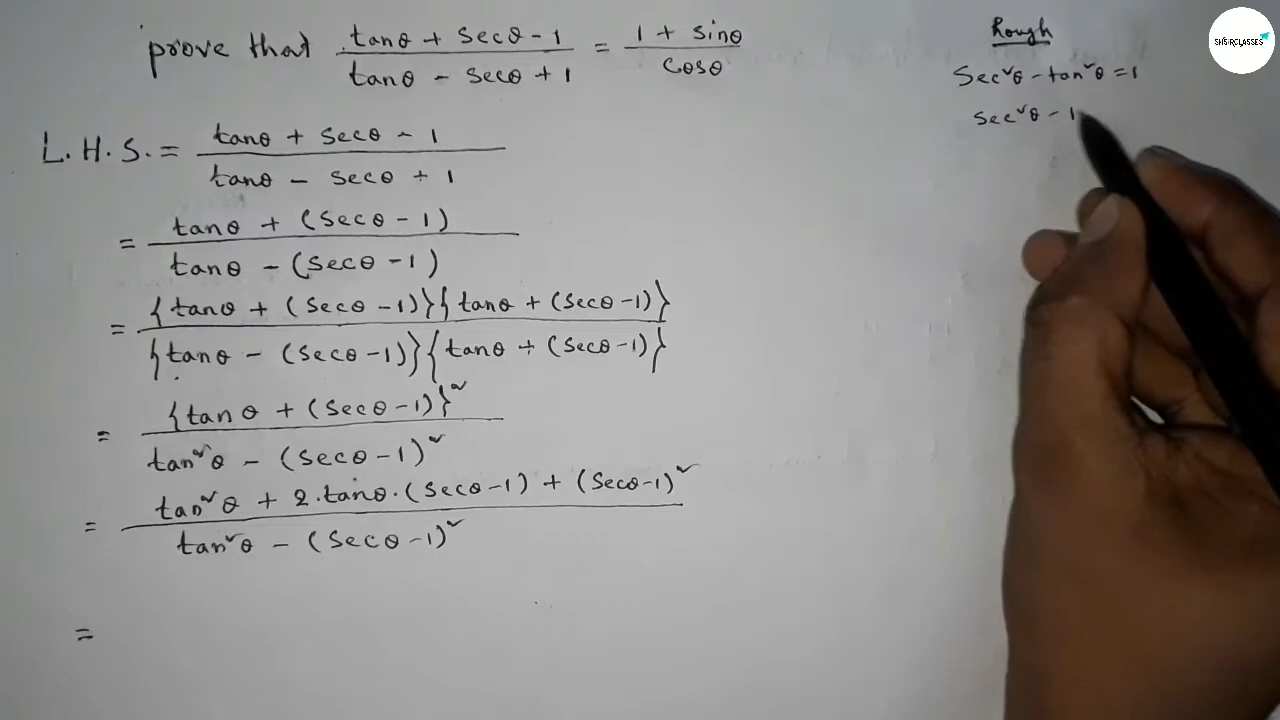 prove that (tanθ + secθ - 1)/(tanθ - secθ + 1) = (1 + sinθ)/cosθ
L.H.S. = (tanθ + secθ - 1)/(tanθ - secθ + 1)
= (tanθ + (secθ - 1))/(tanθ - (secθ - 1))
= ({tanθ + (secθ - 1)}{tanθ + (secθ - 1)})/({tanθ - (secθ - 1)}{tanθ + (secθ - 1)})
= {tanθ + (secθ - 1)}²/(tan²θ - (secθ - 1)²)
= (tan²θ + 2·tanθ·(secθ - 1) + (secθ - 1)²)/(tan²θ - (secθ - 1)²)
=
Rough
sec²θ - tan²θ = 1
sec²θ - 1
SHSIRCLASSES